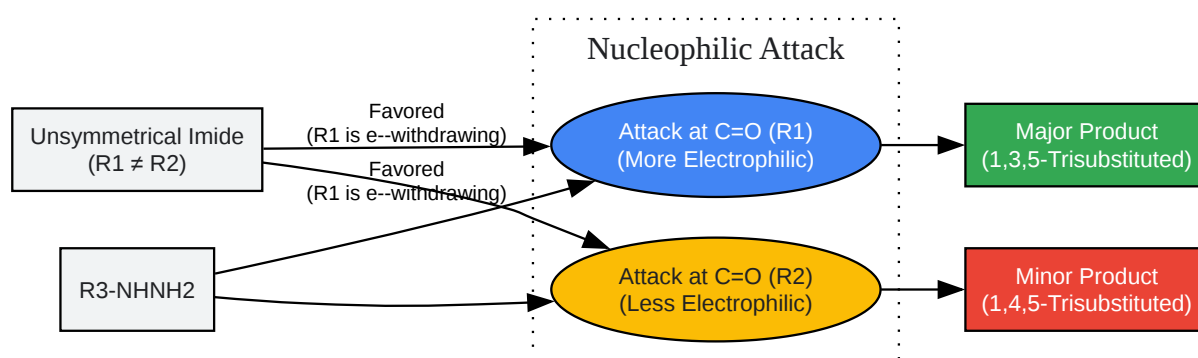 Nucleophilic Attack
Unsymmetrical Imide
(R1 ≠ R2)
Favored
(R1 is e--withdrawing)
Favored
(R1 is e--withdrawing)
Attack at C=O (R1)
(More Electrophilic)
Major Product
(1,3,5-Trisubstituted)
R3-NHNH2
Attack at C=O (R2)
(Less Electrophilic)
Minor Product
(1,4,5-Trisubstituted)